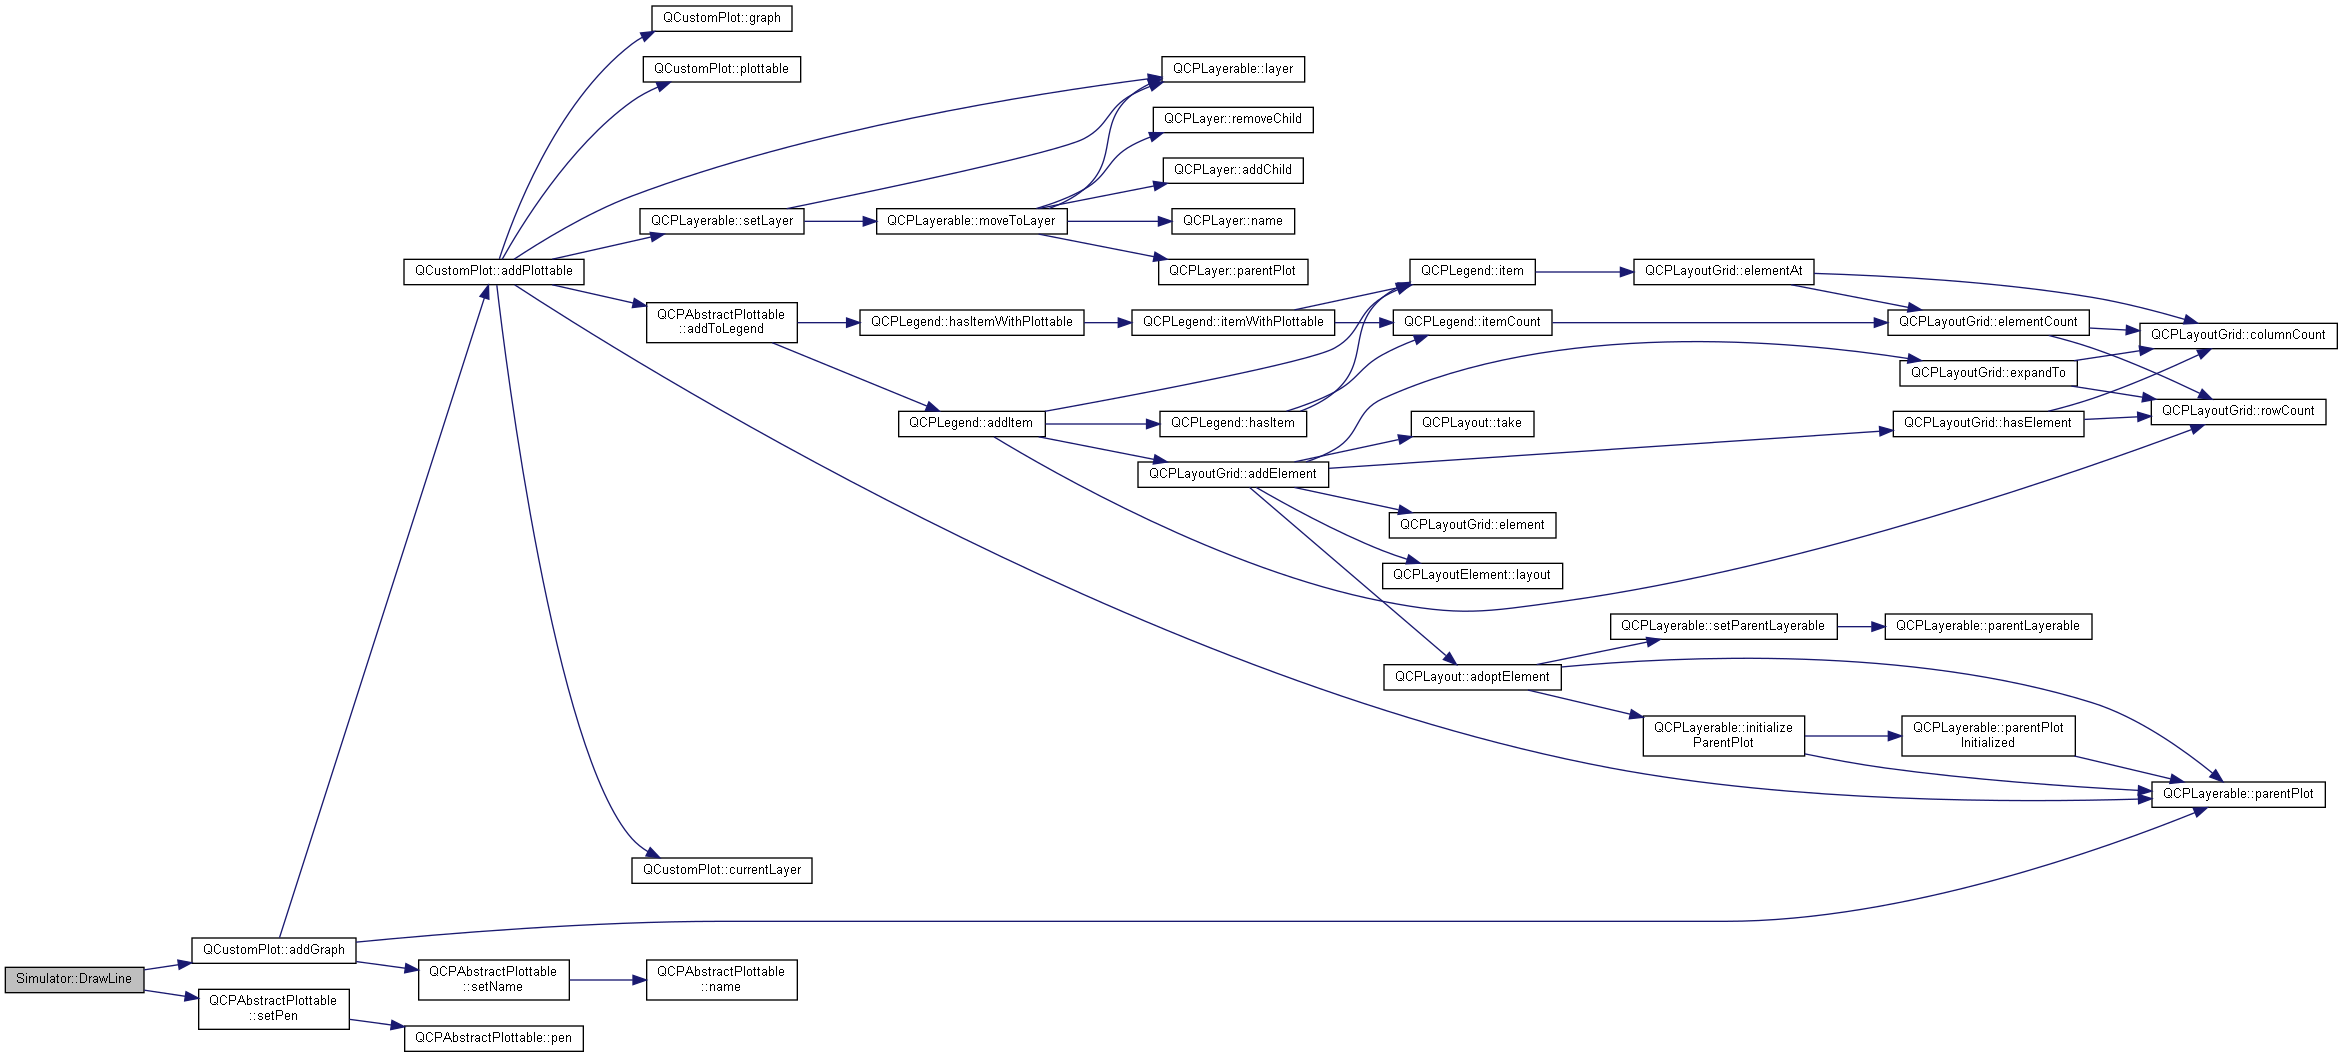 QCustomPlot::graph
QCustomPlot::plottable
QCPLayerable::layer
QCPLayer::removeChild
QCPLayer::addChild
QCPLayerable::setLayer
QCPLayerable::moveToLayer
QCPLayer::name
QCustomPlot::addPlottable
QCPLayer::parentPlot
QCPLegend::item
QCPLayoutGrid::elementAt
QCPAbstractPlottable
::addToLegend
QCPLegend::hasItemWithPlottable
QCPLegend::itemWithPlottable
QCPLegend::itemCount
QCPLayoutGrid::elementCount
QCPLayoutGrid::columnCount
QCPLayoutGrid::expandTo
QCPLayoutGrid::rowCount
QCPLegend::addItem
QCPLegend::hasItem
QCPLayout::take
QCPLayoutGrid::hasElement
QCPLayoutGrid::addElement
QCPLayoutGrid::element
QCPLayoutElement::layout
QCPLayerable::setParentLayerable
QCPLayerable::parentLayerable
QCPLayout::adoptElement
QCPLayerable::initialize
ParentPlot
QCPLayerable::parentPlot
Initialized
QCPLayerable::parentPlot
QCustomPlot::currentLayer
QCustomPlot::addGraph
Simulator::DrawLine
QCPAbstractPlottable
::setName
QCPAbstractPlottable
::name
QCPAbstractPlottable
::setPen
QCPAbstractPlottable::pen